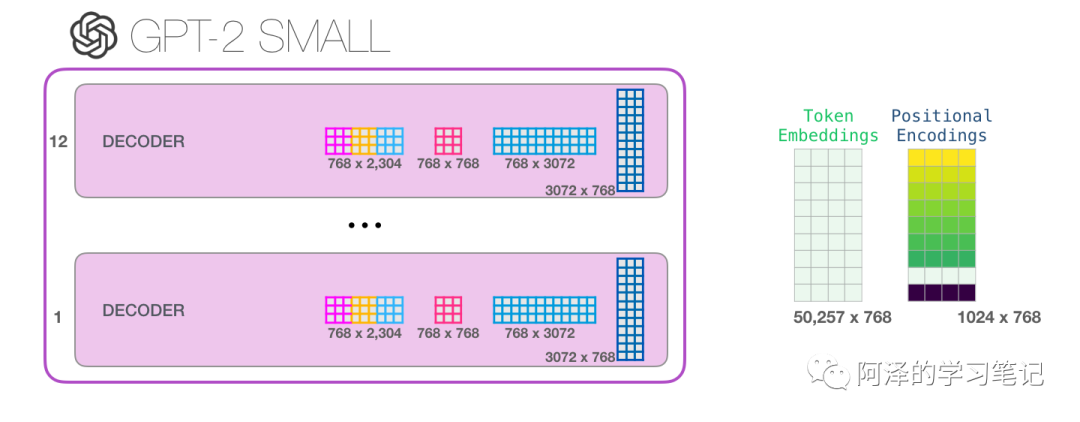 GPT-2 SMALL
12
DECODER
768 x 2,304
768 x 768
768 x 3072
3072 x 768
...
1
DECODER
768 x 2,304
768 x 768
768 x 3072
3072 x 768
Token
Embeddings
50,257 x 768
Positional
Encodings
1024 x 768
阿泽的学习笔记